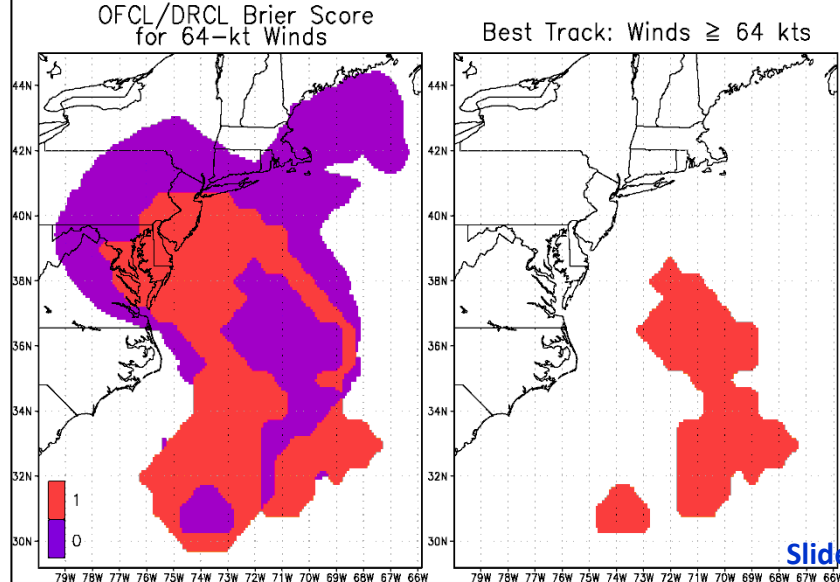 OFCL/DRCL Brier Score
for 64-kt Winds
Best Track: Winds ≧ 64 kts
44N
42N
40N
38N
36N
34N
32N
30N
1
0
79W 78W 77W 76W 75W 74W 73W 72W 71W 70W 69W 68W 67W 66W
44N
42N
40N
38N
36N
34N
32N
30N
79W 78W 77W 76W 75W 74W 73W 72W 71W 70W 69W 68W 67W 66W
Slid